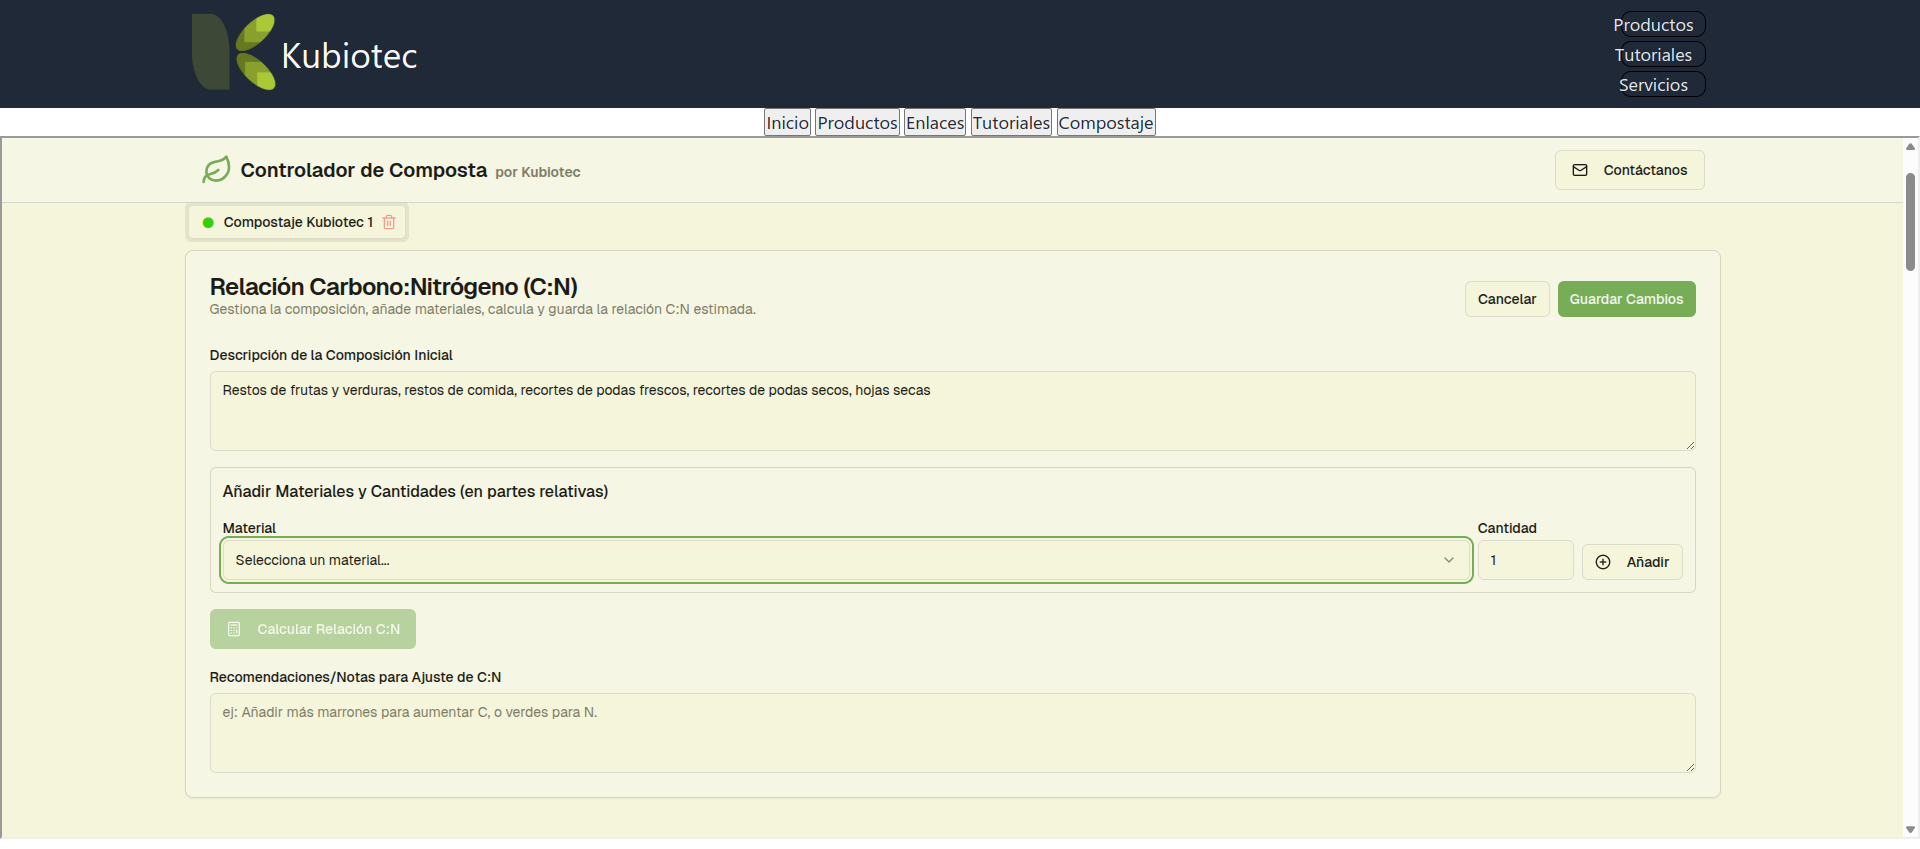 Kubiotec
Productos
Tutoriales
Servicios
Inicio Productos Enlaces Tutoriales Compostaje
Controlador de Composta por Kubiotec
Contáctanos
Compostaje Kubiotec 1
Relación Carbono:Nitrógeno (C:N)
Gestiona la composición, añade materiales, calcula y guarda la relación C:N estimada.
Cancelar
Guardar Cambios
Descripción de la Composición Inicial
Restos de frutas y verduras, restos de comida, recortes de podas frescos, recortes de podas secos, hojas secas
Añadir Materiales y Cantidades (en partes relativas)
Material
Cantidad
Selecciona un material...
1
Añadir
Calcular Relación C:N
Recomendaciones/Notas para Ajuste de C:N
ej: Añadir más marrones para aumentar C, o verdes para N.